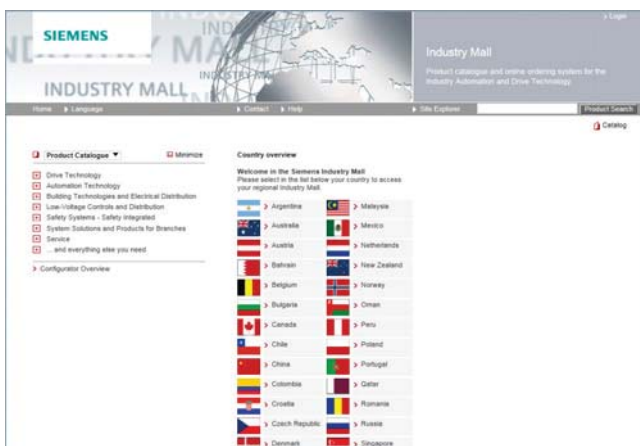 > Login
SIEMENS
INDUSTRY MALL
Industry Mall
Product catalogue and online ordering system for the
Industry Automation and Drive Technology
Home > Language > Contact > Help > Site Explorer Product Search
Catalog
Product Catalogue ▼ Minimize
Drive Technology
Automation Technology
Building Technologies and Electrical Distribution
Low-Voltage Controls and Distribution
Safety Systems - Safety Integrated
System Solutions and Products for Branches
Service
... and everything else you need
> Configurator Overview
Country overview
Welcome in the Siemens Industry Mall
Please select in the list below your country to access
your regional Industry Mall.
> Argentina > Malaysia
> Australia > Mexico
> Austria > Netherlands
> Bahrain > New Zealand
> Belgium > Norway
> Bulgaria > Oman
> Canada > Peru
> Chile > Poland
> China > Portugal
> Colombia > Qatar
> Croatia > Romania
> Czech Republic > Russia
> Denmark > Singapore